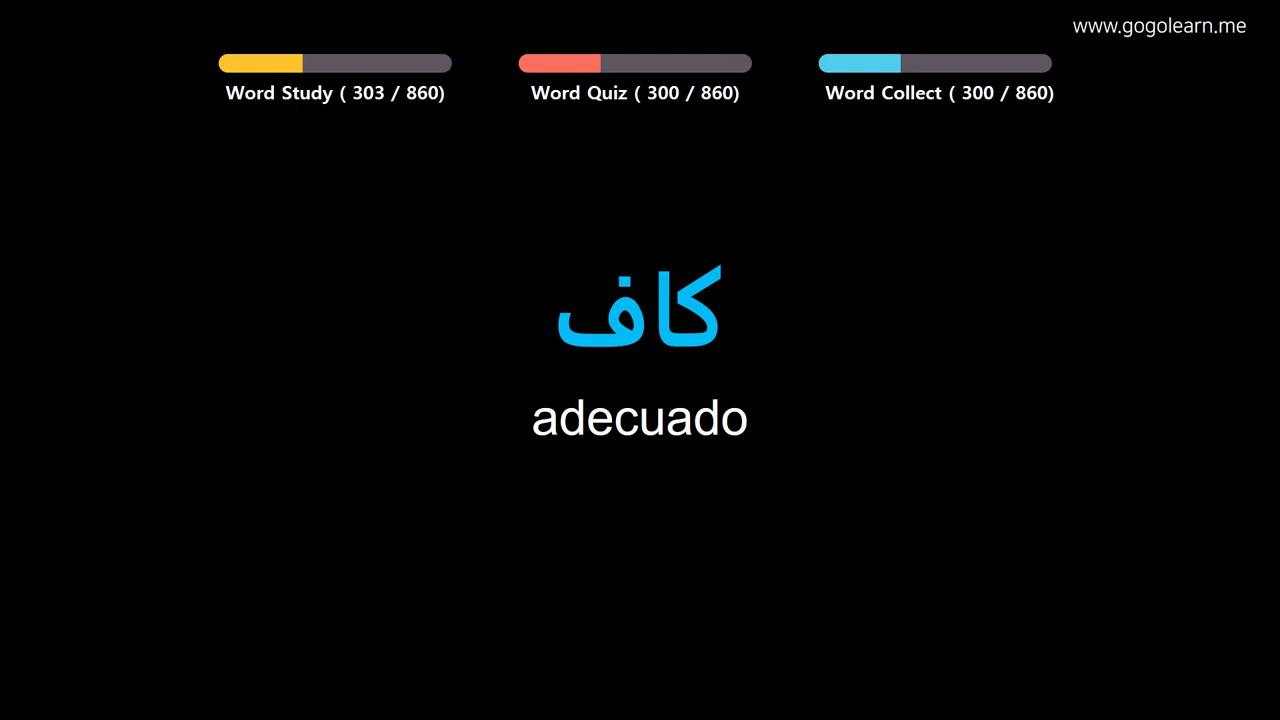 www.gogolearn.me
Word Study ( 303 / 860)
Word Quiz ( 300 / 860)
Word Collect ( 300 / 860)
كاف
adecuado